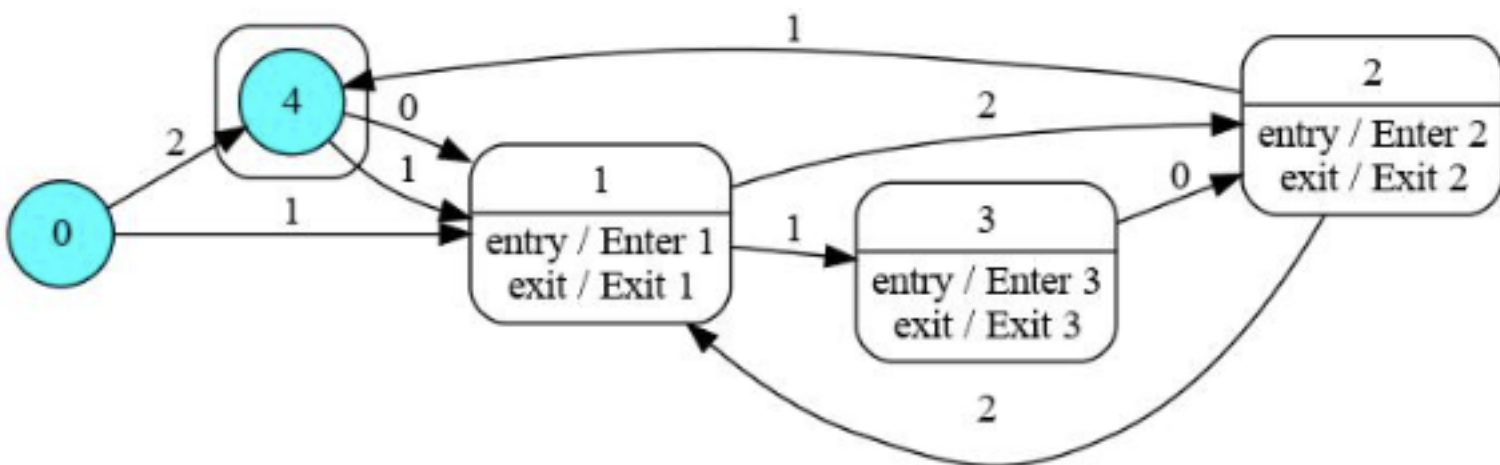 1
2
4
0
2
entry / Enter 2
exit / Exit 2
2
1
1
0
0
1
1
3
entry / Enter 1
exit / Exit 1
entry / Enter 3
exit / Exit 3
2